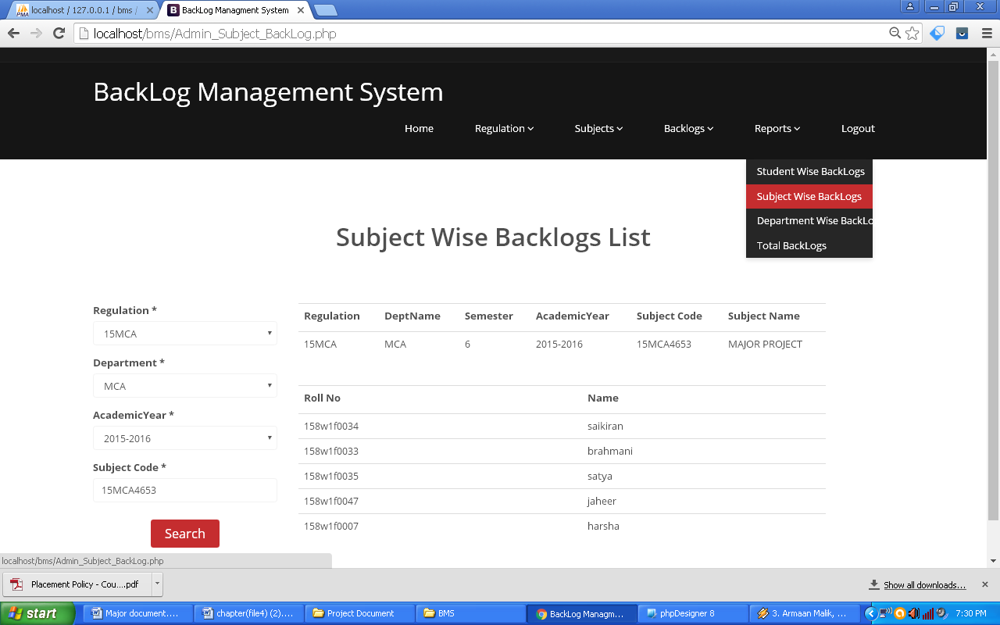 localhost / 127.0.0.1 / bms /
BackLog Managment System
localhost/bms/Admin_Subject_BackLog.php
BackLog Management System
Home Regulation Subjects Backlogs Reports Logout
Student Wise BackLogs
Subject Wise BackLogs
Department Wise BackLo
Total BackLogs
Subject Wise Backlogs List
Regulation *
15MCA
Department *
MCA
AcademicYear *
2015-2016
Subject Code *
15MCA4653
Search
Regulation DeptName Semester AcademicYear Subject Code Subject Name
15MCA MCA 6 2015-2016 15MCA4653 MAJOR PROJECT
Roll No Name
158w1f0034 saikiran
158w1f0033 brahmani
158w1f0035 satya
158w1f0047 jaheer
158w1f0007 harsha
localhost/bms/Admin_Subject_BackLog.php
Placement Policy - Cou....pdf
Show all downloads...
start Major document.... chapter(file4) (2).... Project Document BMS BackLog Managm... phpDesigner 8 3. Armaan Malik, ... 7:30 PM